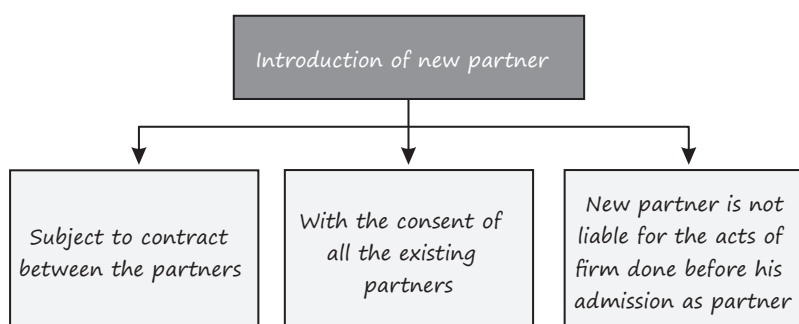 Introduction of new partner
Subject to contract
between the partners
With the consent of
all the existing
partners
New partner is not
liable for the acts of
firm done before his
admission as partner